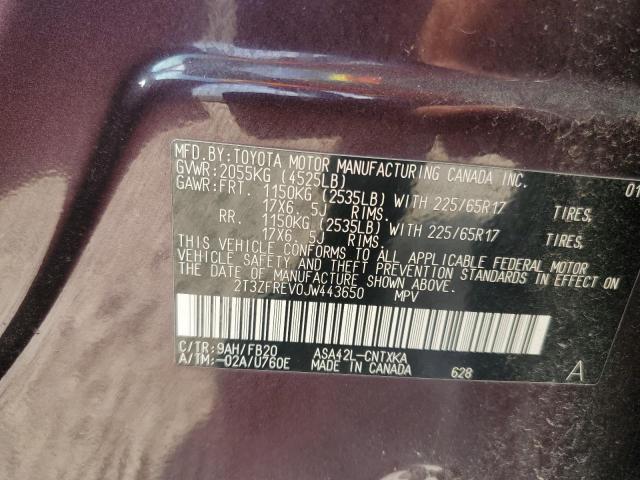 MFD.BY:TOYOTA MOTOR MANUFACTURING CANADA INC.
GVWR:2055KG (4525LB) 01
GAWR:FRT. 1150KG (2535LB) WITH 225/65R17 TIRES,
17X6.5J RIMS.
RR. 1150KG (2535LB) WITH 225/65R17 TIRES,
17X6.5J RIMS.
THIS VEHICLE CONFORMS TO ALL APPLICABLE FEDERAL MOTOR
VEHICLE SAFETY AND THEFT PREVENTION STANDARDS IN EFFECT ON
THE DATE OF MANUFACTURE SHOWN ABOVE.
2T3ZFREV0JW443650 MPV
C/TR:9AH/FB20 ASA42L-CNTXKA
A/TM:-02A/U760E MADE IN CANADA 628 A